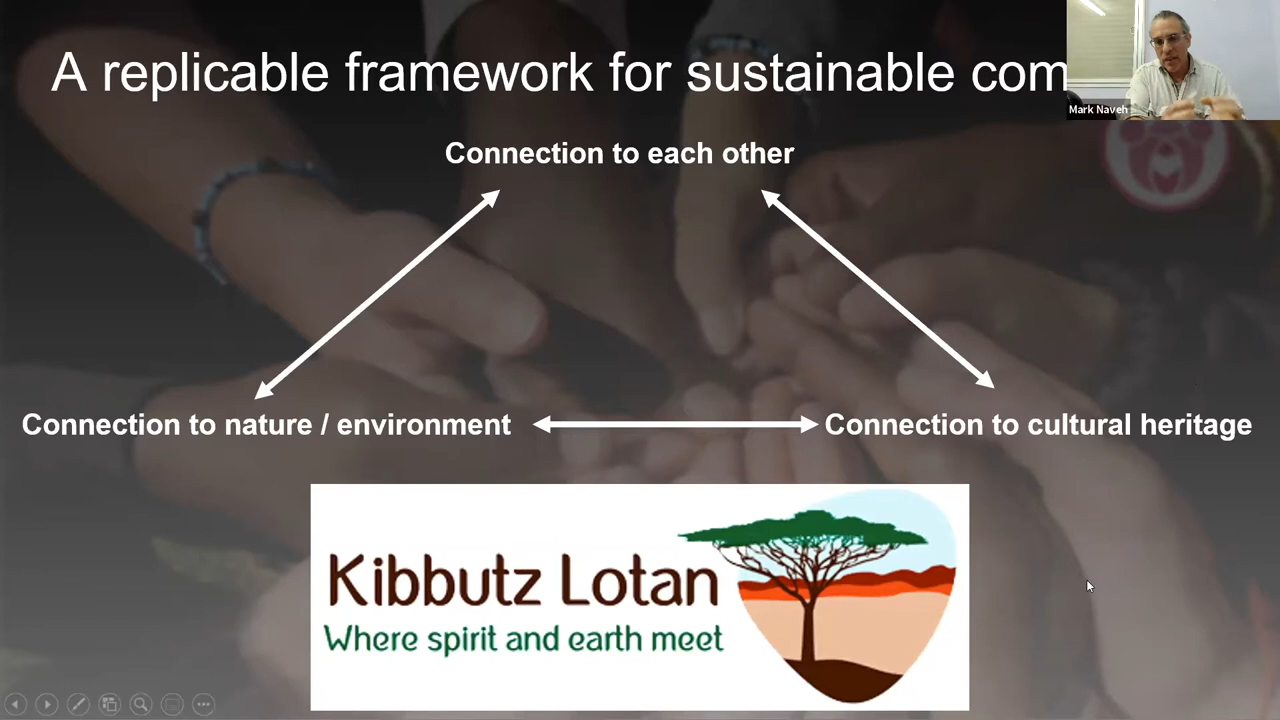 A replicable framework for sustainable com
Mark Naveh
Connection to each other
Connection to nature / environment
Connection to cultural heritage
Kibbutz Lotan
Where spirit and earth meet